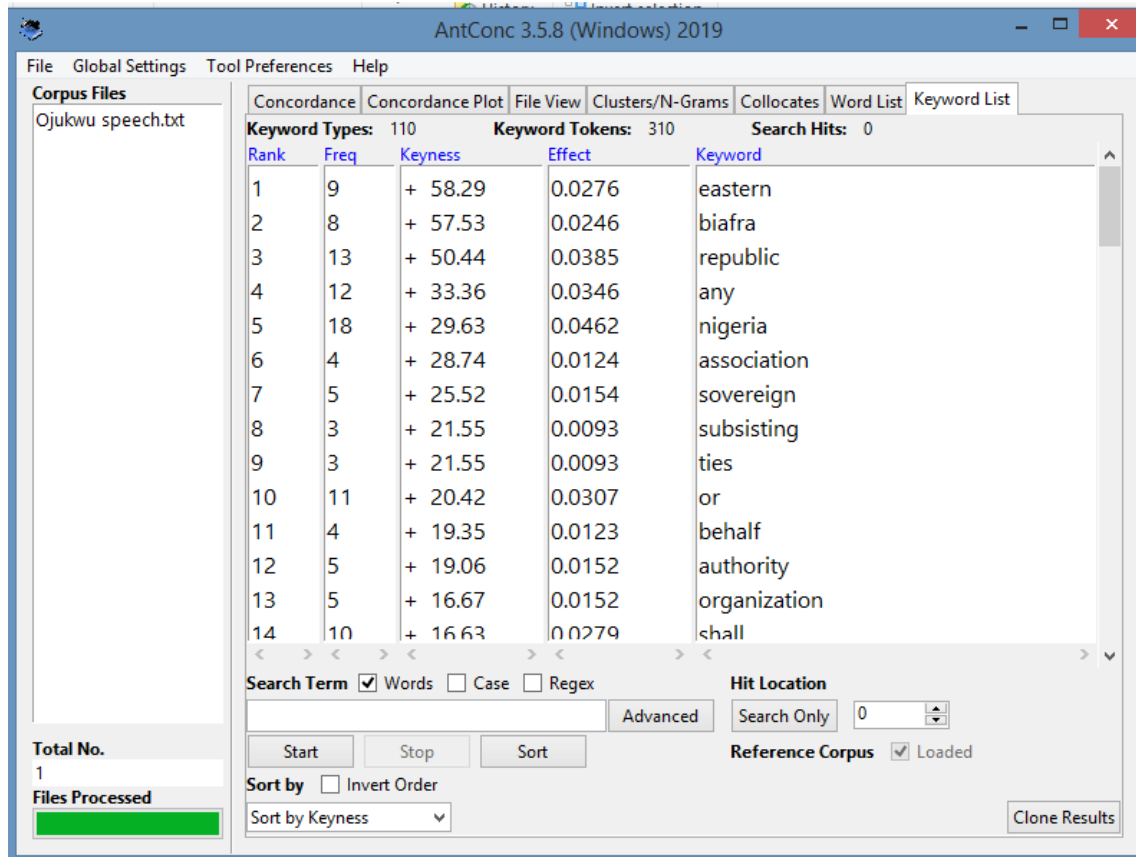 History Invert selection
AntConc 3.5.8 (Windows) 2019
File Global Settings Tool Preferences Help
Corpus Files
Ojukwu speech.txt
Concordance Concordance Plot File View Clusters/N-Grams Collocates Word List Keyword List
Keyword Types: 110 Keyword Tokens: 310 Search Hits: 0
Rank Freq Keyness Effect Keyword
1 9 + 58.29 0.0276 eastern
2 8 + 57.53 0.0246 biafra
3 13 + 50.44 0.0385 republic
4 12 + 33.36 0.0346 any
5 18 + 29.63 0.0462 nigeria
6 4 + 28.74 0.0124 association
7 5 + 25.52 0.0154 sovereign
8 3 + 21.55 0.0093 subsisting
9 3 + 21.55 0.0093 ties
10 11 + 20.42 0.0307 or
11 4 + 19.35 0.0123 behalf
12 5 + 19.06 0.0152 authority
13 5 + 16.67 0.0152 organization
14 10 + 16.63 0.0279 shall
Search Term Words Case Regex Hit Location
Advanced Search Only 0
Start Stop Sort Reference Corpus Loaded
Total No.
1
Files Processed
Sort by Invert Order
Sort by Keyness Clone Results